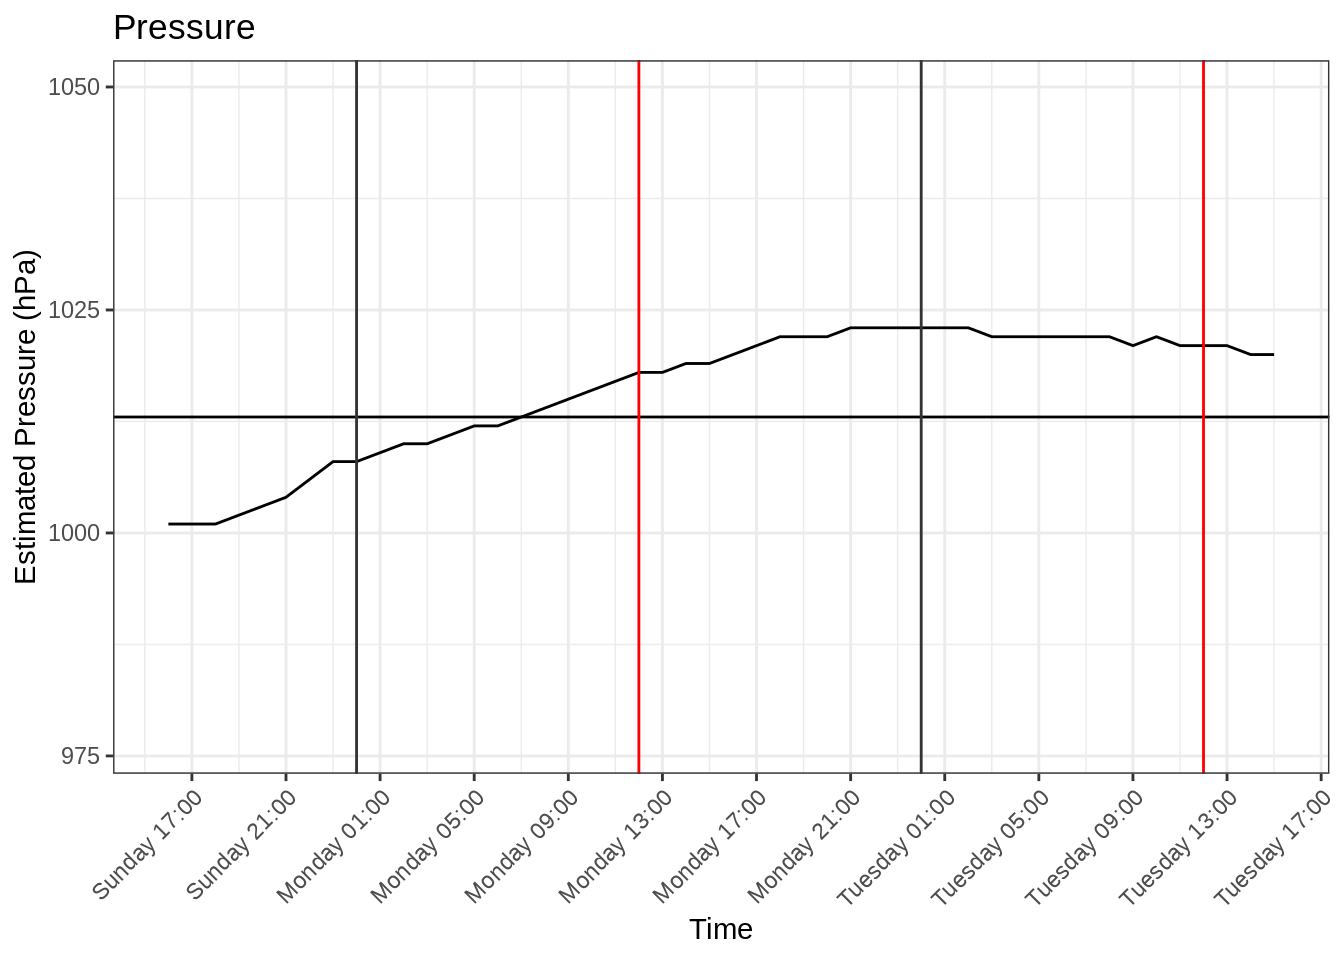 Pressure
Estimated Pressure (hPa)
1050
1025
1000
975
Sunday 17:00
Sunday 21:00
Monday 01:00
Monday 05:00
Monday 09:00
Monday 13:00
Monday 17:00
Monday 21:00
Tuesday 01:00
Tuesday 05:00
Tuesday 09:00
Tuesday 13:00
Tuesday 17:00
Time